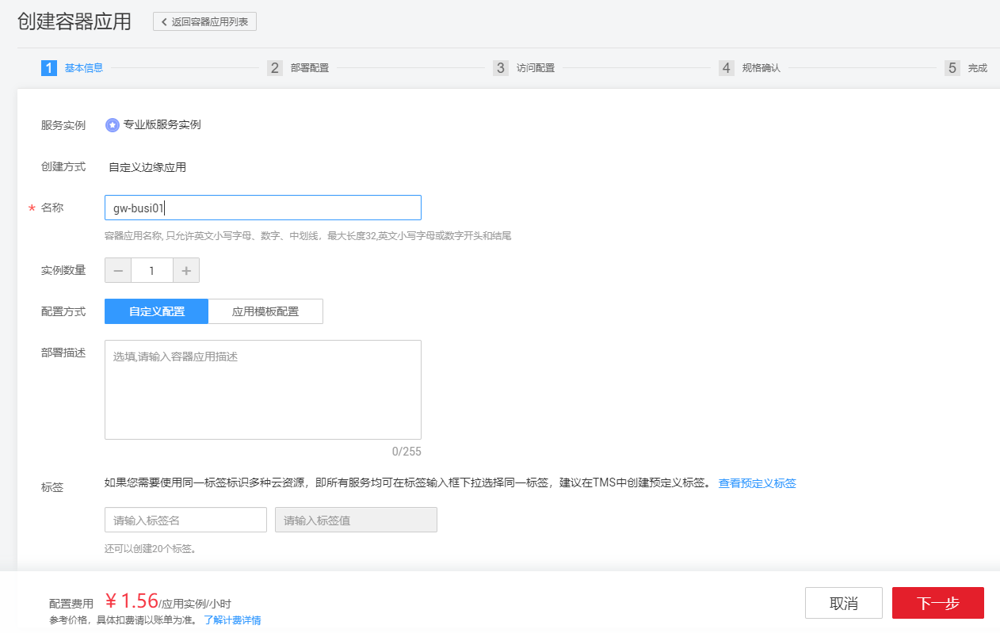 创建容器应用 返回容器应用列表
1 基本信息 2 部署配置 3 访问配置 4 规格确认 5 完成
服务实例 专业版服务实例
创建方式 自定义边缘应用
* 名称 gw-busi01
容器应用名称, 只允许英文小写字母、数字、中划线，最大长度32,英文小写字母或数字开头和结尾
实例数量 − 1 +
配置方式 自定义配置 应用模板配置
部署描述 选填,请输入容器应用描述
0/255
标签 如果您需要使用同一标签标识多种云资源，即所有服务均可在标签输入框下拉选择同一标签，建议在TMS中创建预定义标签。 查看预定义标签
请输入标签名 请输入标签值
还可以创建20个标签。
配置费用 ¥ 1.56/应用实例/小时
参考价格，具体扣费请以账单为准。 了解计费详情
取消 下一步